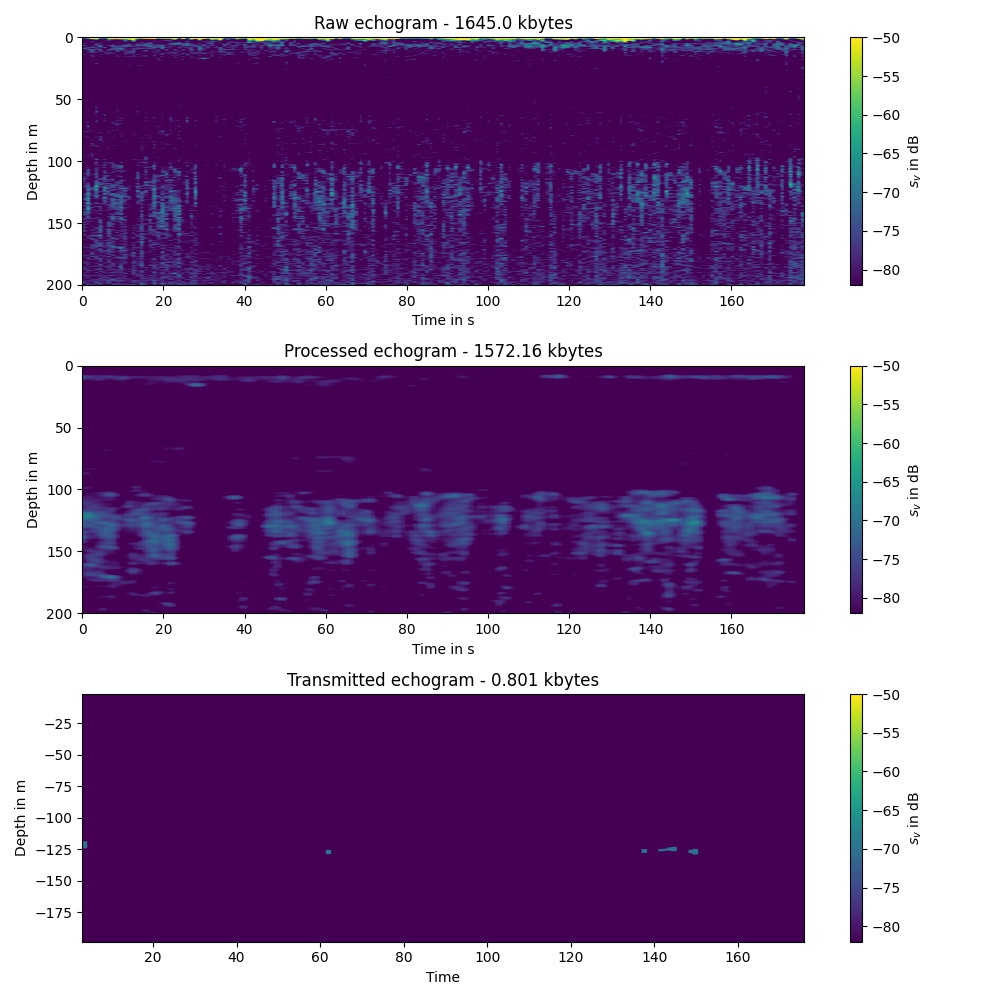 Raw echogram - 1645.0 kbytes
0
50
100
150
200
Depth in m
0 20 40 60 80 100 120 140 160
Time in s
−50
−55
−60
−65
−70
−75
−80
sv in dB
Processed echogram - 1572.16 kbytes
0
50
100
150
200
Depth in m
0 20 40 60 80 100 120 140 160
Time in s
−50
−55
−60
−65
−70
−75
−80
sv in dB
Transmitted echogram - 0.801 kbytes
−25
−50
−75
−100
−125
−150
−175
Depth in m
20 40 60 80 100 120 140 160
Time
−50
−55
−60
−65
−70
−75
−80
sv in dB